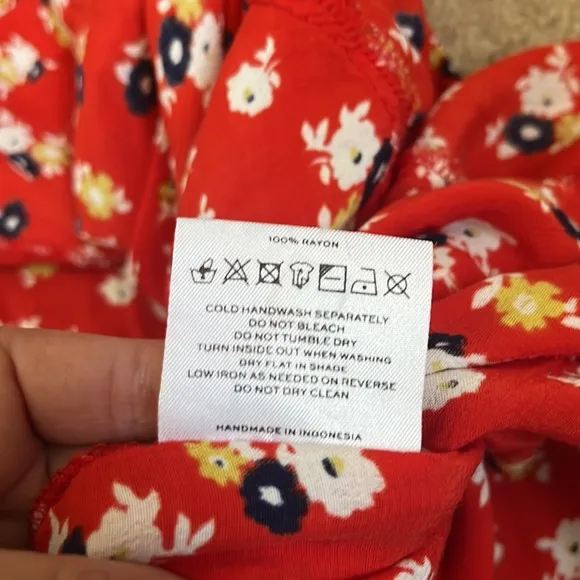 100% RAYON
COLD HANDWASH SEPARATELY
DO NOT BLEACH
DO NOT TUMBLE DRY
TURN INSIDE OUT WHEN WASHING
DRY FLAT IN SHADE
LOW IRON AS NEEDED ON REVERSE
DO NOT DRY CLEAN
HANDMADE IN INDONESIA